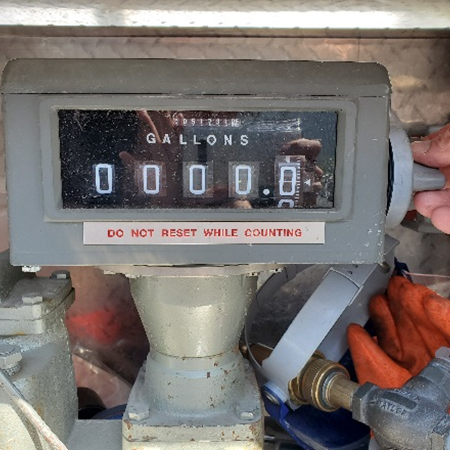 GALLONS
0000.0
DO NOT RESET WHILE COUNTING